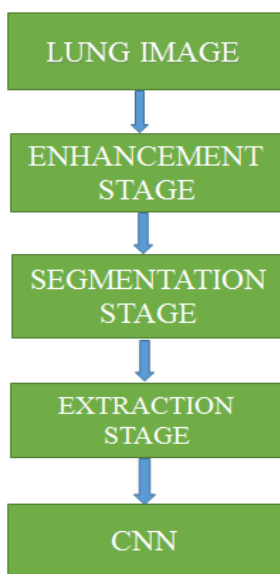 LUNG IMAGE
ENHANCEMENT
STAGE
SEGMENTATION
STAGE
EXTRACTION
STAGE
CNN